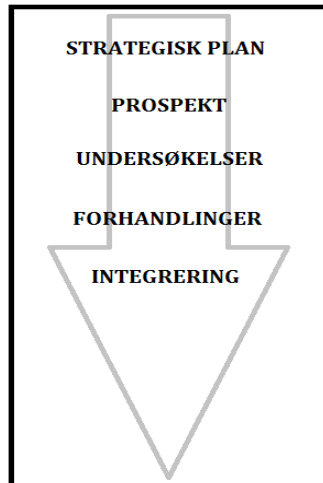 STRATEGISK PLAN
PROSPEKT
UNDERSØKELSER
FORHANDLINGER
INTEGRERING